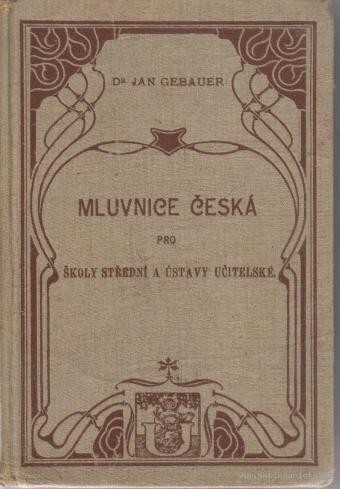 Dr. JAN GEBAUER
MLUVNICE ČESKÁ
PRO
ŠKOLY STŘEDNÍ A ÚSTAVY UČITELSKÉ.